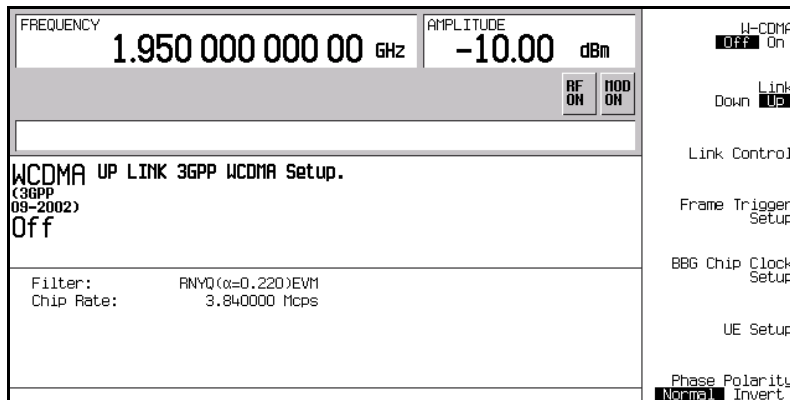 FREQUENCY
1.950 000 000 00 GHz
AMPLITUDE
-10.00 dBm
RF ON
MOD ON
WCDMA UP LINK 3GPP WCDMA Setup.
(3GPP
09-2002)
Off
Filter: RNYQ(α=0.220)EVM
Chip Rate: 3.840000 Mcps
W-CDMA
Off On
Link
Down Up
Link Control
Frame Trigger
Setup
BBG Chip Clock
Setup
UE Setup
Phase Polarity
Normal Invert